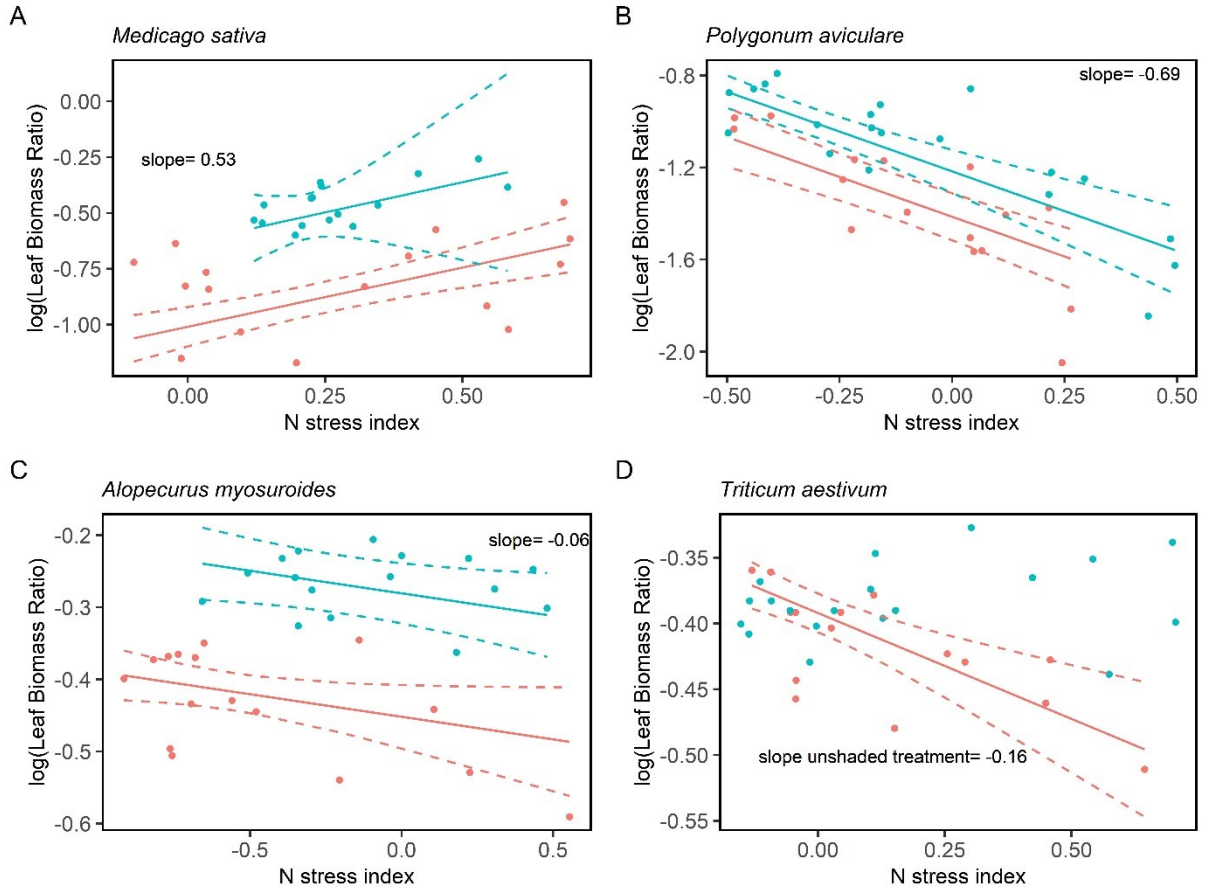 A
Medicago sativa
slope= 0.53
log(Leaf Biomass Ratio)
0.00
-0.25
-0.50
-0.75
-1.00
0.00
0.25
0.50
N stress index
B
Polygonum aviculare
slope= -0.69
log(Leaf Biomass Ratio)
-0.8
-1.2
-1.6
-2.0
-0.50
-0.25
0.00
0.25
0.50
N stress index
C
Alopecurus myosuroides
slope= -0.06
log(Leaf Biomass Ratio)
-0.2
-0.3
-0.4
-0.5
-0.6
-0.5
0.0
0.5
N stress index
D
Triticum aestivum
slope unshaded treatment= -0.16
log(Leaf Biomass Ratio)
-0.35
-0.40
-0.45
-0.50
-0.55
0.00
0.25
0.50
N stress index